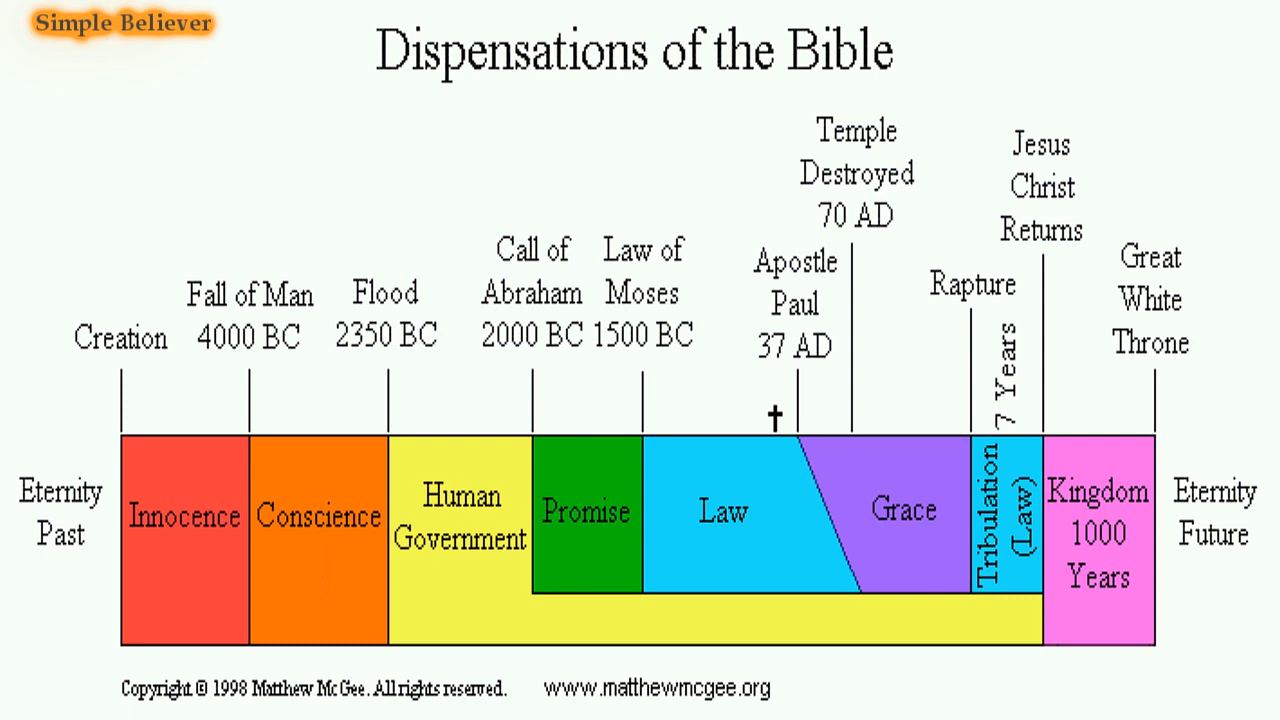 Simple Believer
Dispensations of the Bible
Temple
Destroyed
70 AD
Jesus
Christ
Returns
Call of
Abraham
2000 BC
Law of
Moses
1500 BC
Apostle
Paul
37 AD
Great
White
Throne
Rapture
7 Years
Fall of Man
4000 BC
Flood
2350 BC
Creation
Eternity
Past
Innocence
Conscience
Human
Government
Promise
Law
Grace
Tribulation
(Law)
Kingdom
1000
Years
Eternity
Future
Copyright © 1998 Matthew McGee. All rights reserved.
www.matthewmcgee.org